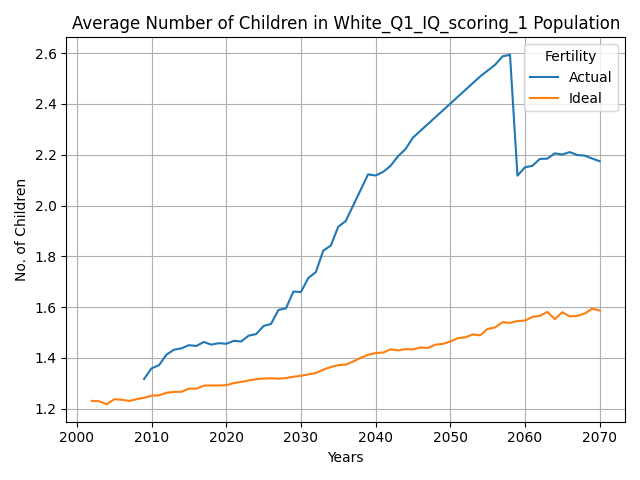 Average Number of Children in White_Q1_IQ_scoring_1 Population
Fertility
Actual
Ideal
No. of Children
2.6
2.4
2.2
2.0
1.8
1.6
1.4
1.2
2000 2010 2020 2030 2040 2050 2060 2070
Years